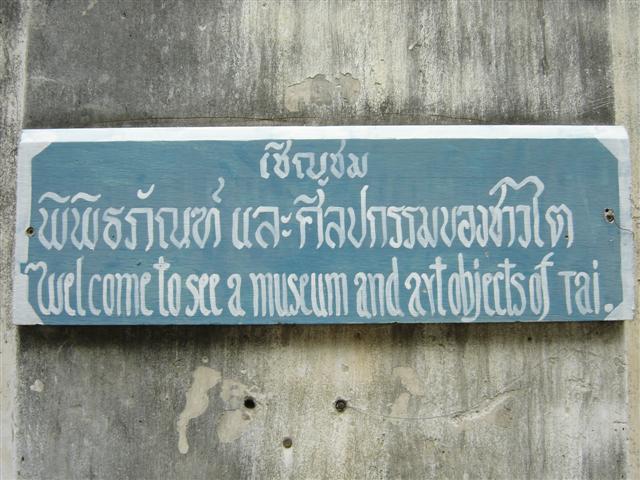 เชิญชม
พิพิธภัณฑ์ และศิลปกรรมของชาวไต
Welcome to see a museum and art objects of Tai.